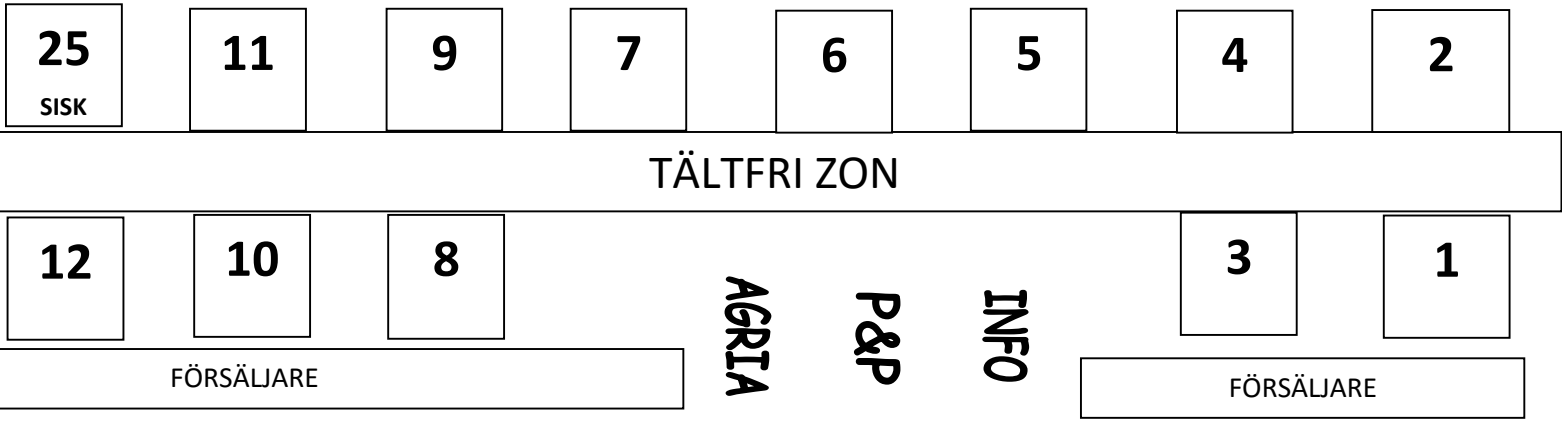 25 11 9 7 6 5 4 2
SISK
TÄLTFRI ZON
12 10 8 3 1
AGRIA P&P INFO
FÖRSÄLJARE FÖRSÄLJARE